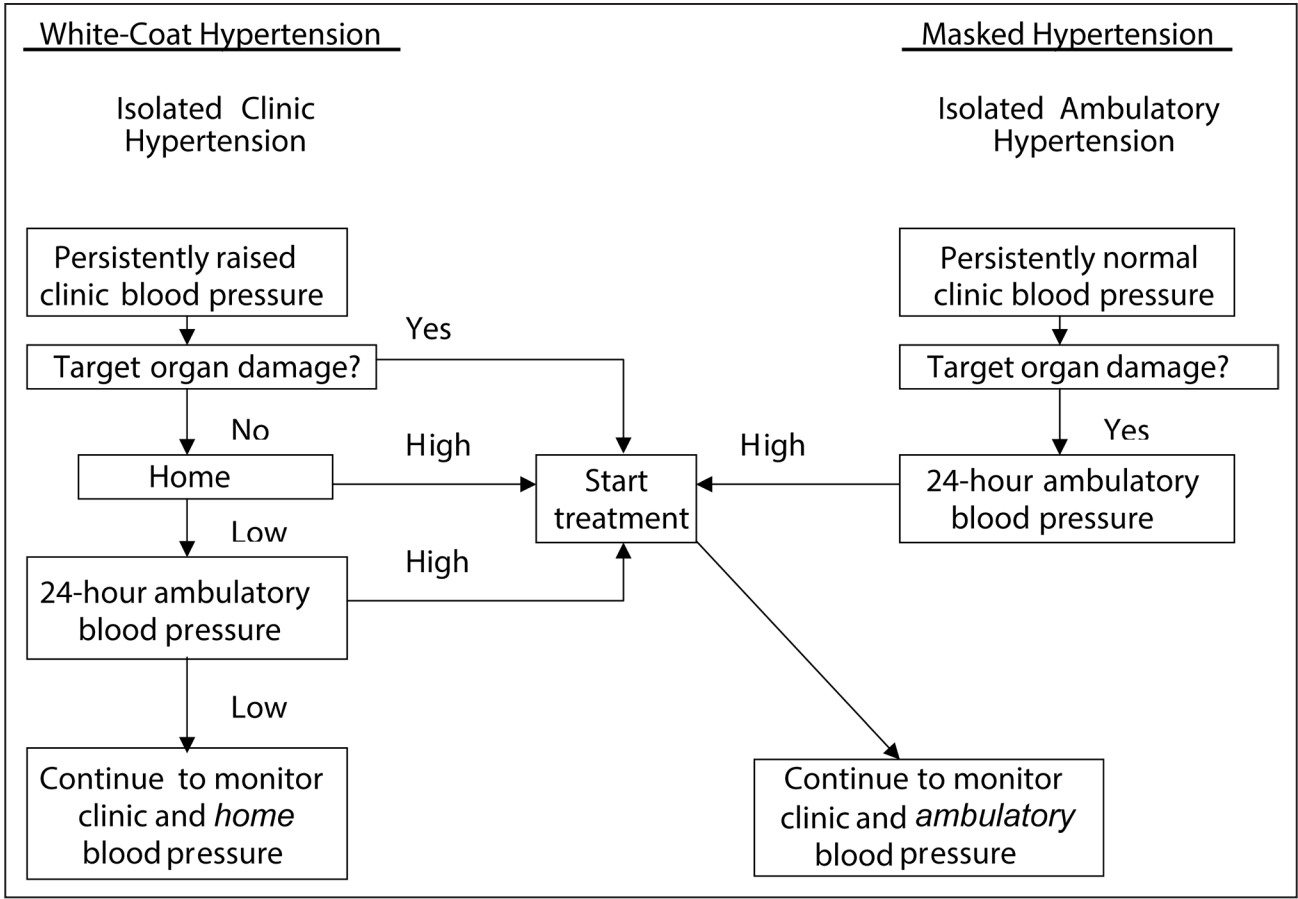 White-Coat Hypertension
Isolated Clinic
Hypertension
Persistently raised
clinic blood pressure
Target organ damage?
Yes
No
Home
High
Low
24-hour ambulatory
blood pressure
High
Low
Continue to monitor
clinic and home
blood pressure
Start
treatment
Masked Hypertension
Isolated Ambulatory
Hypertension
Persistently normal
clinic blood pressure
Target organ damage?
Yes
24-hour ambulatory
blood pressure
High
Continue to monitor
clinic and ambulatory
blood pressure